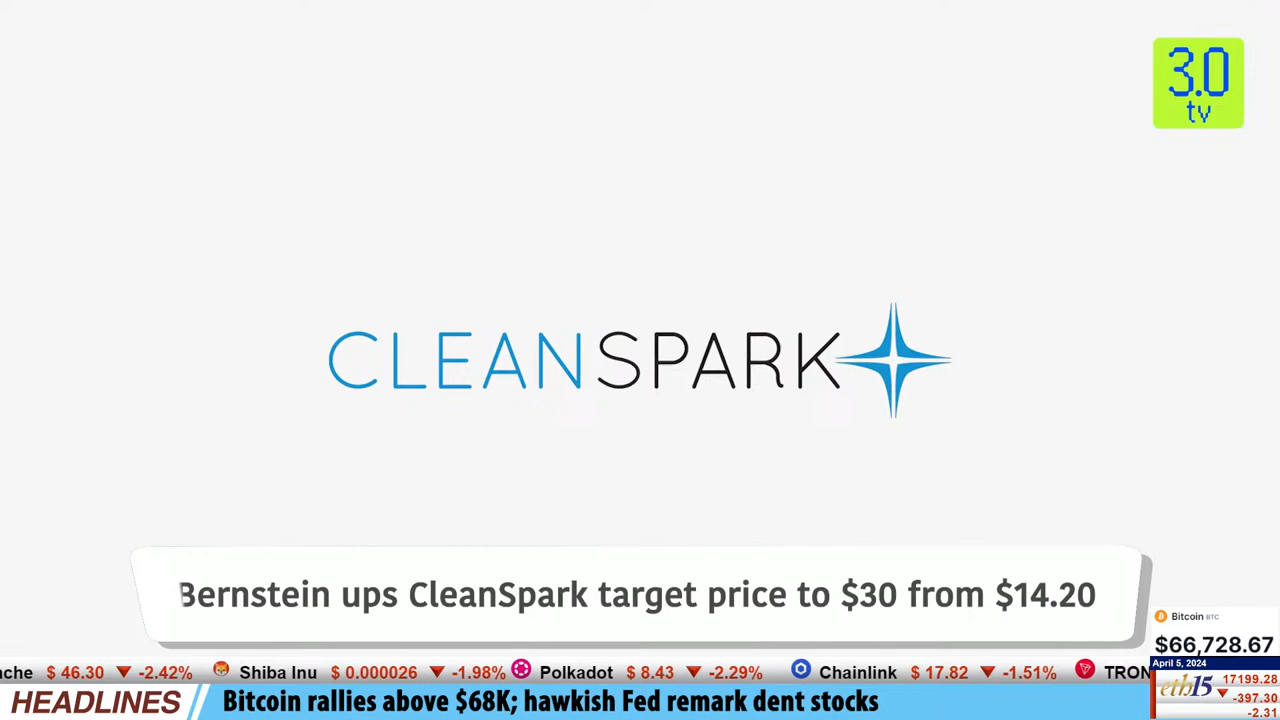 3.0
tv
CLEANSPARK
Bernstein ups CleanSpark target price to $30 from $14.20
Bitcoin BTC
$66,728.67
April 5, 2024
nche $ 46.30 -2.42% Shiba Inu $ 0.000026 -1.98% Polkadot $ 8.43 -2.29% Chainlink $ 17.82 -1.51% TRON
eth15 17199.28
-397.30
-2.31
HEADLINES Bitcoin rallies above $68K; hawkish Fed remark dent stocks